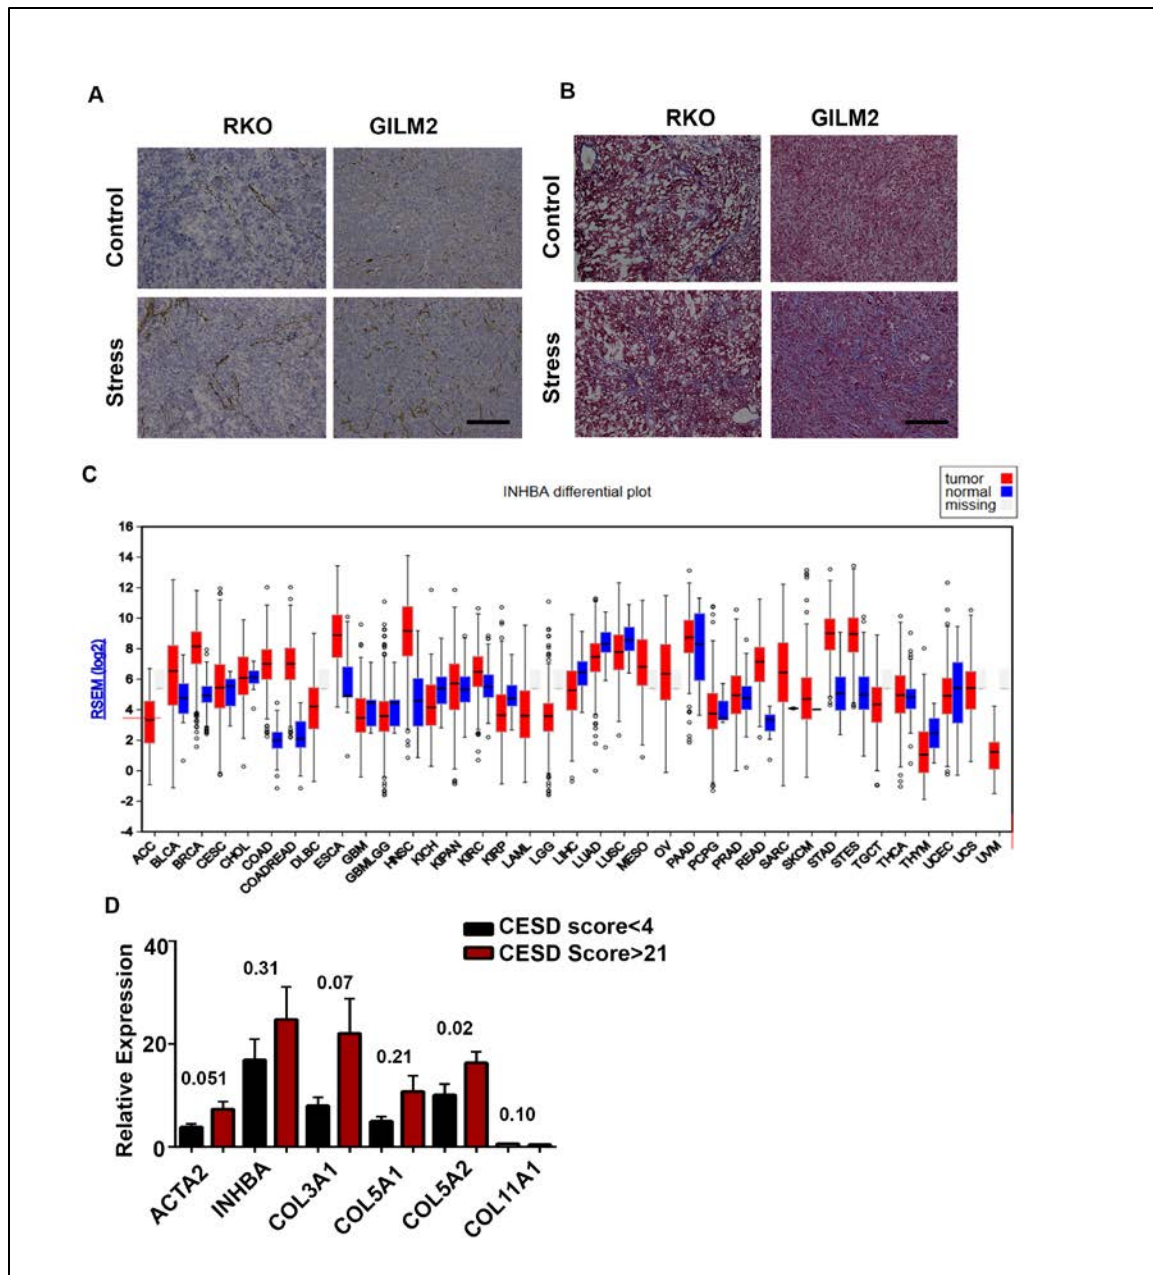 A
RKO GILM2
Control
Stress
B
RKO GILM2
Control
Stress
C
INHBA differential plot
tumor
normal
missing
RSEM (log2)
16
14
12
10
8
6
4
2
0
-2
-4
ACC BLCA BRCA CESC CHOL COAD COADREAD DLBC ESCA GBM GBMLGG HNSC KICH KIPAN KIRC KIRP LAML LGG LIHC LUAD LUSC MESO OV PAAD PCPG PRAD READ SARC SKCM STAD STES TGCT THCA THYM UCEC UCS UVM
D
CESD score<4
CESD Score>21
Relative Expression
40
20
0
0.051 0.31 0.07 0.21 0.02 0.10
ACTA2 INHBA COL3A1 COL5A1 COL5A2 COL11A1